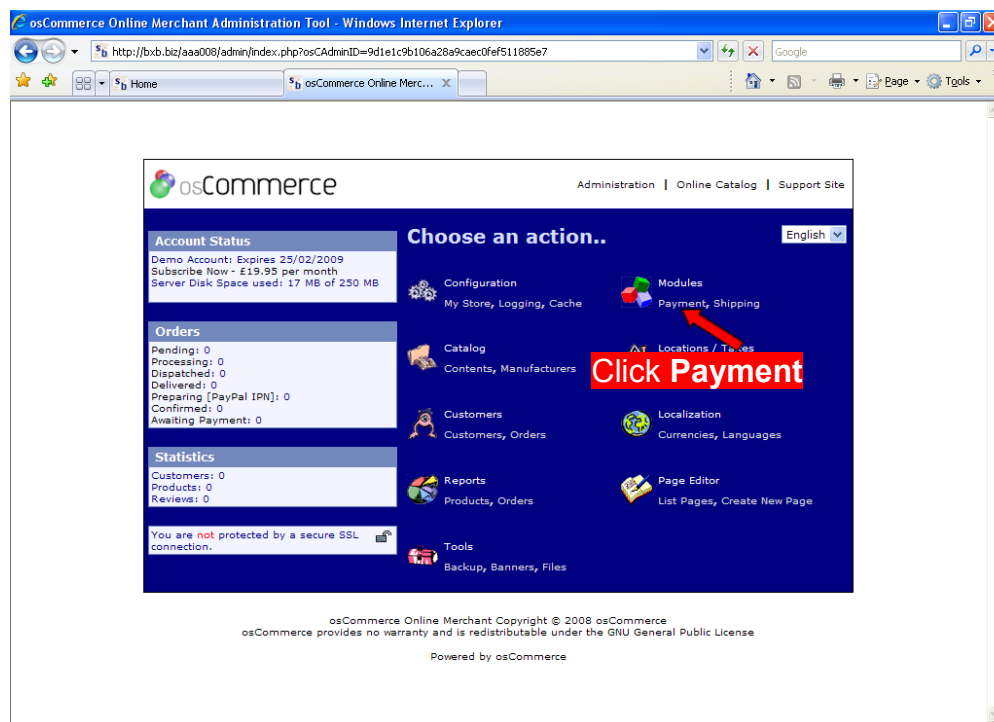 osCommerce Online Merchant Administration Tool - Windows Internet Explorer
http://bxb.biz/aaa008/admin/index.php?osCAdminID=9d1e1c9b106a28a9caec0fef511885e7
Google
Home
osCommerce Online Merc...
Page
Tools
osCommerce
Administration | Online Catalog | Support Site
Account Status
Demo Account: Expires 25/02/2009
Subscribe Now - £19.95 per month
Server Disk Space used: 17 MB of 250 MB
Orders
Pending: 0
Processing: 0
Dispatched: 0
Delivered: 0
Preparing [PayPal IPN]: 0
Confirmed: 0
Awaiting Payment: 0
Statistics
Customers: 0
Products: 0
Reviews: 0
You are not protected by a secure SSL
connection.
Choose an action..
English
Configuration
My Store, Logging, Cache
Modules
Payment, Shipping
Catalog
Contents, Manufacturers
Locations / Taxes
Click Payment
Customers
Customers, Orders
Localization
Currencies, Languages
Reports
Products, Orders
Page Editor
List Pages, Create New Page
Tools
Backup, Banners, Files
osCommerce Online Merchant Copyright © 2008 osCommerce
osCommerce provides no warranty and is redistributable under the GNU General Public License
Powered by osCommerce